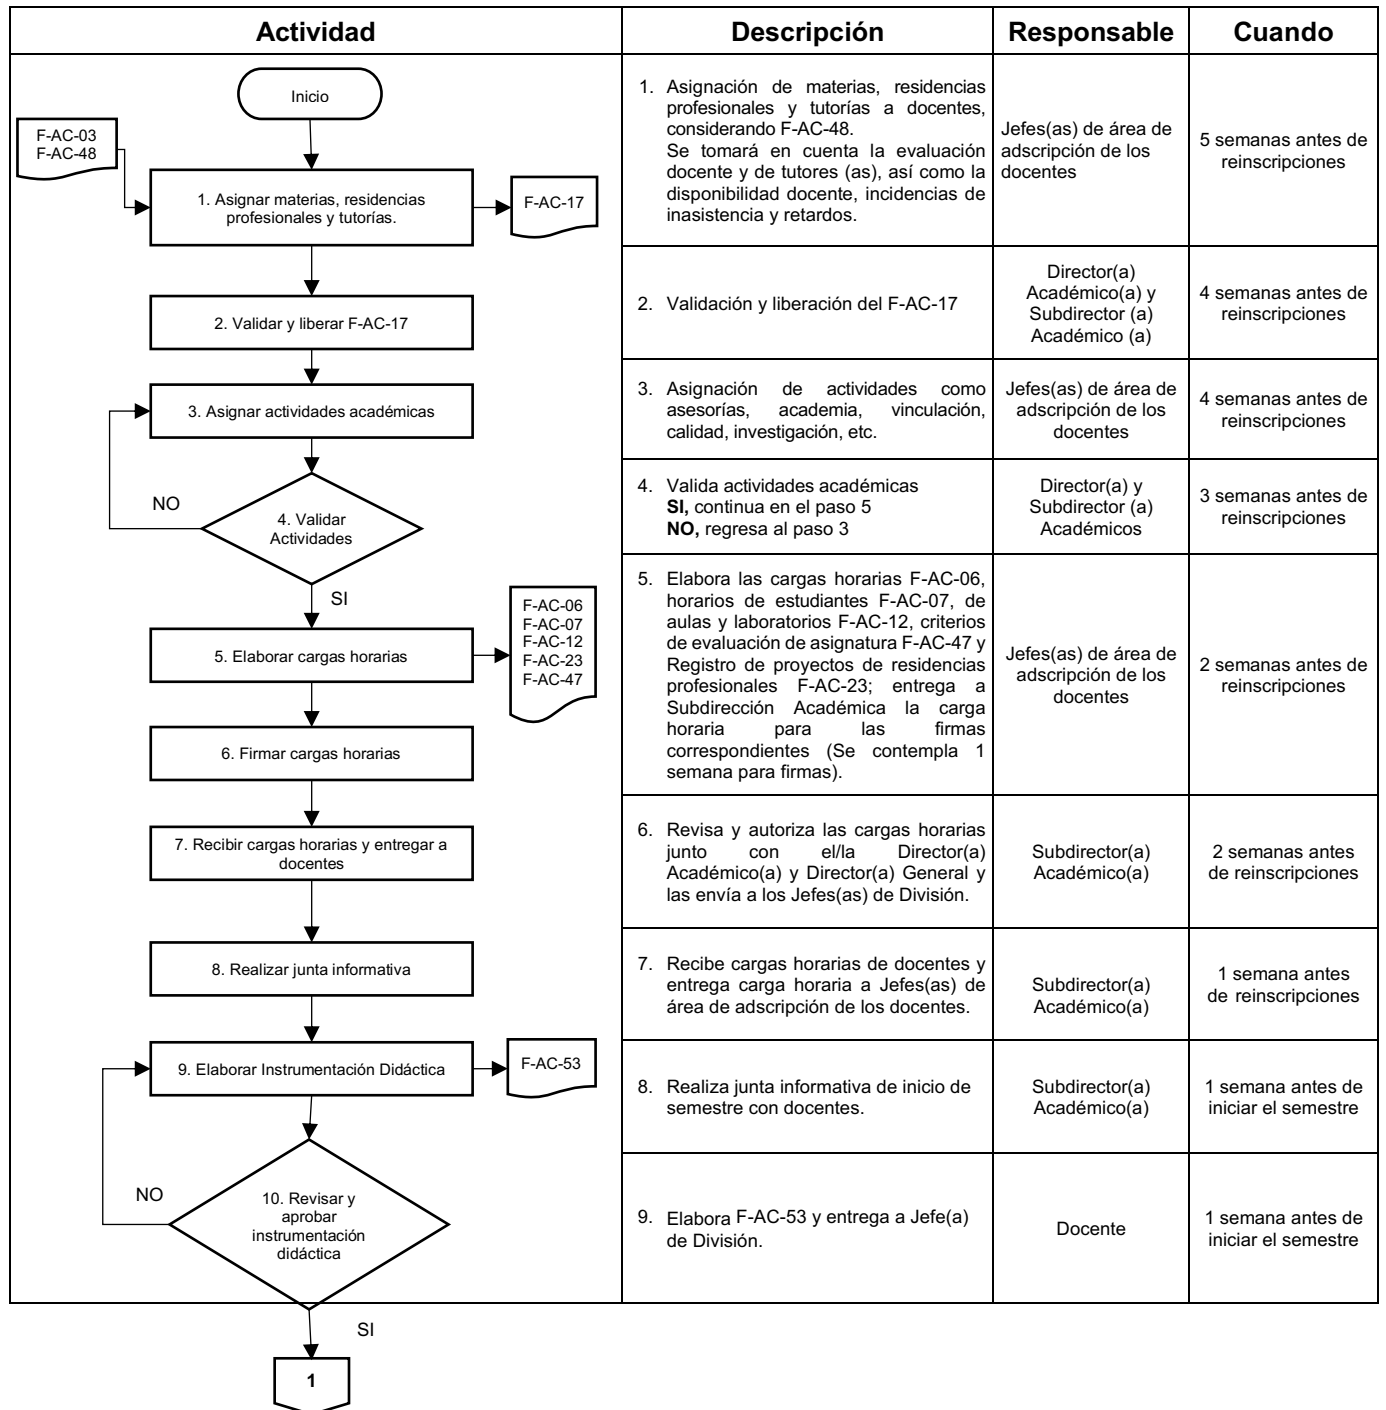 Actividad
Descripción
Responsable
Cuando
Inicio
F-AC-03
F-AC-48
1. Asignar materias, residencias
profesionales y tutorías.
F-AC-17
2. Validar y liberar F-AC-17
3. Asignar actividades académicas
NO
4. Validar
Actividades
SI
5. Elaborar cargas horarias
F-AC-06
F-AC-07
F-AC-12
F-AC-23
F-AC-47
6. Firmar cargas horarias
7. Recibir cargas horarias y entregar a
docentes
8. Realizar junta informativa
9. Elaborar Instrumentación Didáctica
F-AC-53
NO
10. Revisar y
aprobar
instrumentación
didáctica
SI
1
1. Asignación de materias, residencias
profesionales y tutorías a docentes,
considerando F-AC-48.
Se tomará en cuenta la evaluación
docente y de tutores (as), así como la
disponibilidad docente, incidencias de
inasistencia y retardos.
Jefes(as) de área de
adscripción de los
docentes
5 semanas antes de
reinscripciones
2. Validación y liberación del F-AC-17
Director(a)
Académico(a) y
Subdirector (a)
Académico (a)
4 semanas antes de
reinscripciones
3. Asignación de actividades como
asesorías, academia, vinculación,
calidad, investigación, etc.
Jefes(as) de área de
adscripción de los
docentes
4 semanas antes de
reinscripciones
4. Valida actividades académicas
SI, continua en el paso 5
NO, regresa al paso 3
Director(a) y
Subdirector (a)
Académicos
3 semanas antes de
reinscripciones
5. Elabora las cargas horarias F-AC-06,
horarios de estudiantes F-AC-07, de
aulas y laboratorios F-AC-12, criterios
de evaluación de asignatura F-AC-47 y
Registro de proyectos de residencias
profesionales F-AC-23; entrega a
Subdirección Académica la carga
horaria para las firmas
correspondientes (Se contempla 1
semana para firmas).
Jefes(as) de área de
adscripción de los
docentes
2 semanas antes de
reinscripciones
6. Revisa y autoriza las cargas horarias
junto con el/la Director(a)
Académico(a) y Director(a) General y
las envía a los Jefes(as) de División.
Subdirector(a)
Académico(a)
2 semanas antes
de reinscripciones
7. Recibe cargas horarias de docentes y
entrega carga horaria a Jefes(as) de
área de adscripción de los docentes.
Subdirector(a)
Académico(a)
1 semana antes
de reinscripciones
8. Realiza junta informativa de inicio de
semestre con docentes.
Subdirector(a)
Académico(a)
1 semana antes de
iniciar el semestre
9. Elabora F-AC-53 y entrega a Jefe(a)
de División.
Docente
1 semana antes de
iniciar el semestre